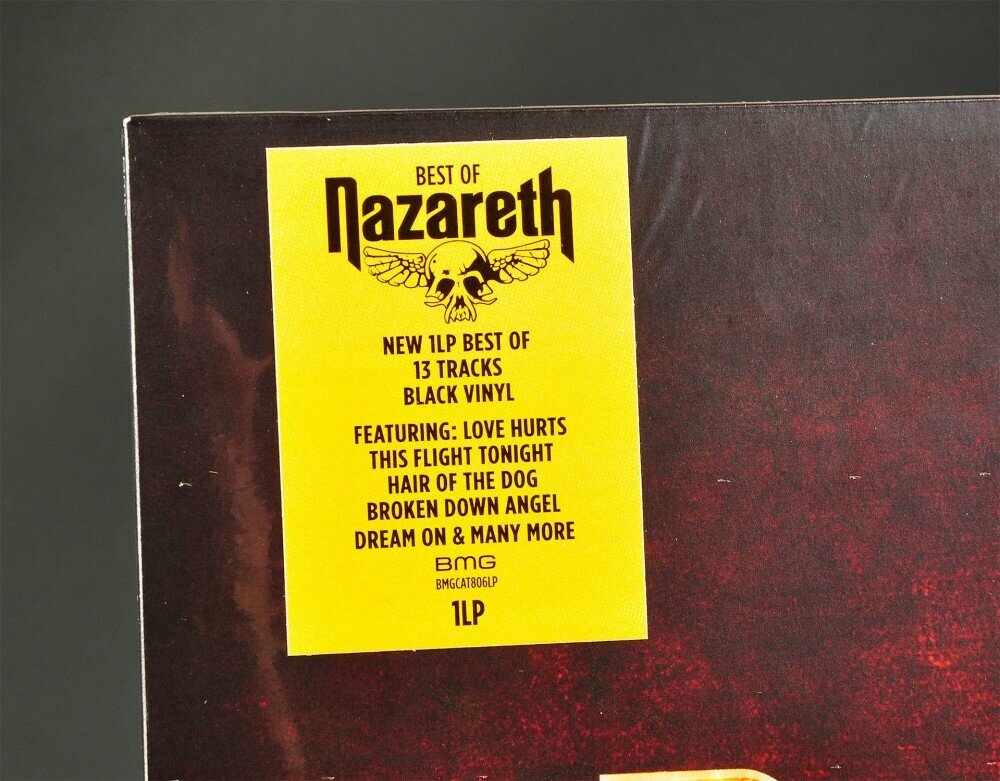 BEST OF
Nazareth
NEW 1LP BEST OF
13 TRACKS
BLACK VINYL
FEATURING: LOVE HURTS
THIS FLIGHT TONIGHT
HAIR OF THE DOG
BROKEN DOWN ANGEL
DREAM ON & MANY MORE
BMG
BMGCAT806LP
1LP